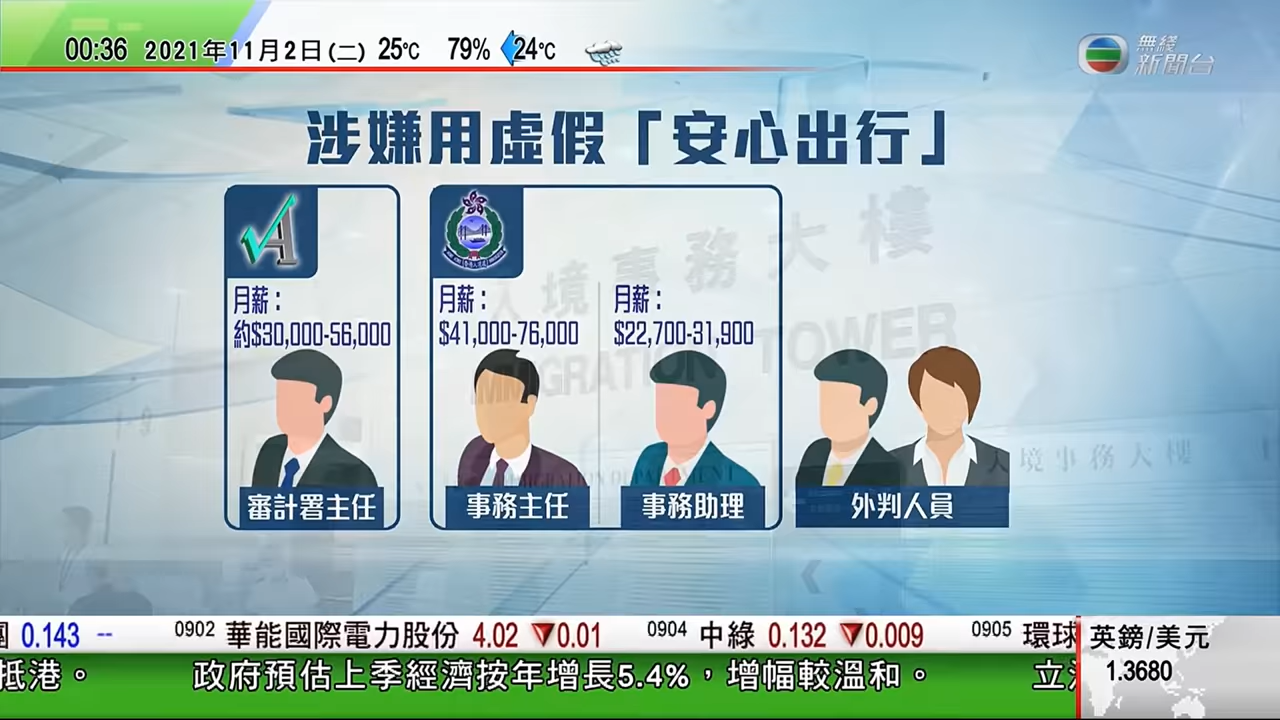 00:36 2021年11月2日(二) 25℃ 79% 24℃
無綫
新聞台
涉嫌用虛假「安心出行」
月薪：
約$30,000-56,000
月薪：
$41,000-76,000
月薪：
$22,700-31,900
入境事務大樓
IMMIGRATION TOWER
入境事務大樓
審計署主任
事務主任
事務助理
外判人員
0.143 -- 0902 華能國際電力股份 4.02 ▼0.01 0904 中綠 0.132 ▼0.009 0905 環球
英鎊/美元
1.3680
抵港。 政府預估上季經濟按年增長5.4%，增幅較溫和。 立